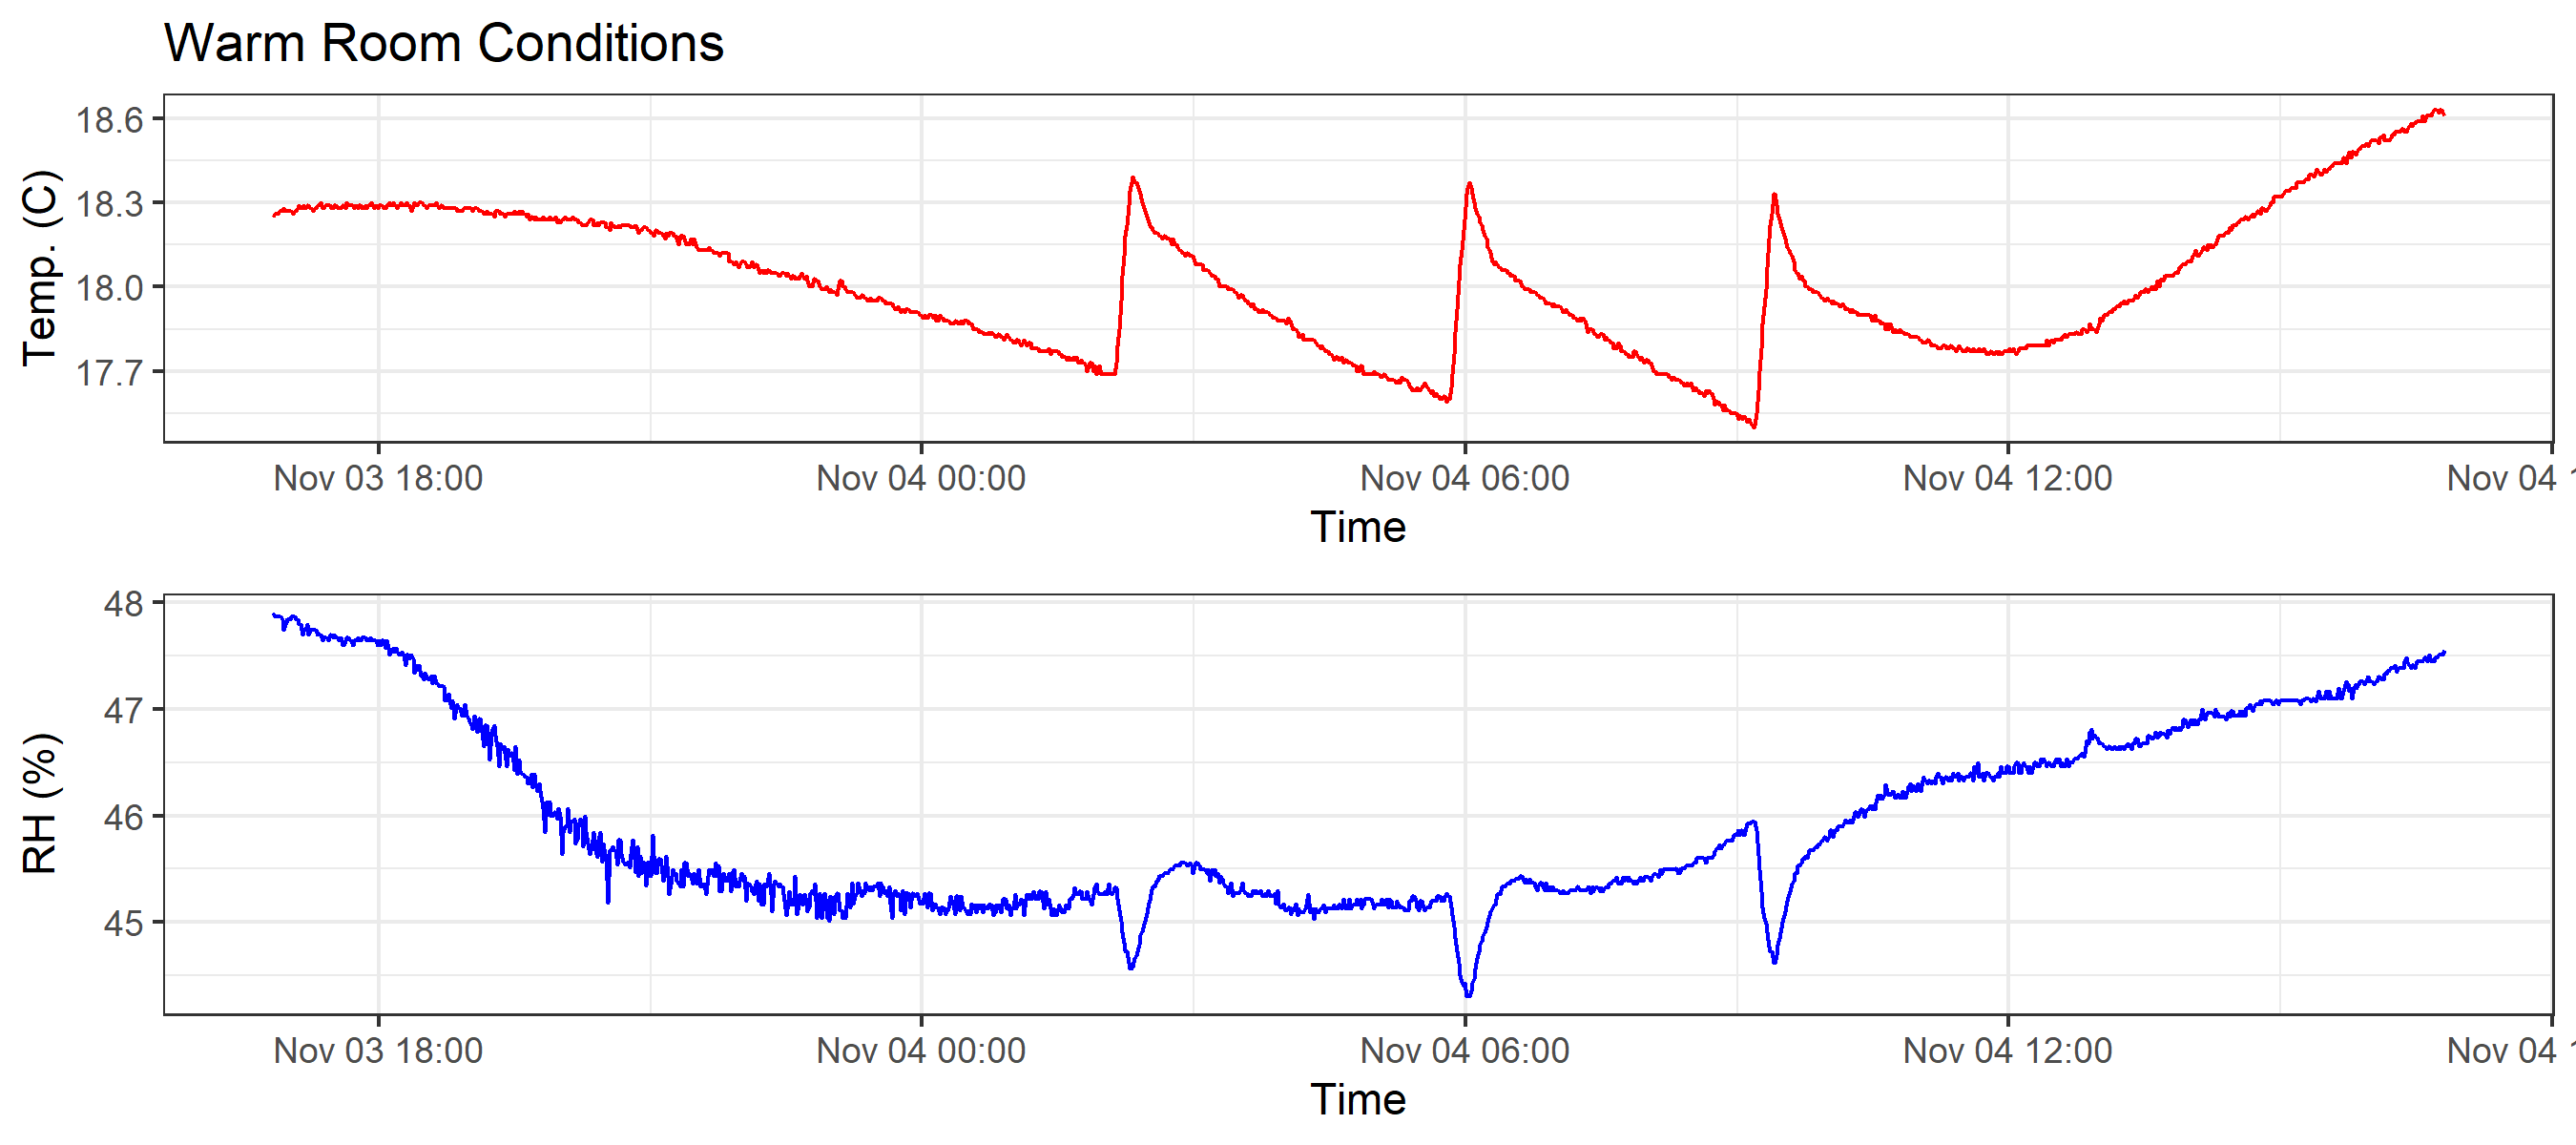 Warm Room Conditions
Temp. (C)
18.6
18.3
18.0
17.7
Nov 03 18:00
Nov 04 00:00
Nov 04 06:00
Nov 04 12:00
Nov 04 1
Time
RH (%)
48
47
46
45
Nov 03 18:00
Nov 04 00:00
Nov 04 06:00
Nov 04 12:00
Nov 04 1
Time